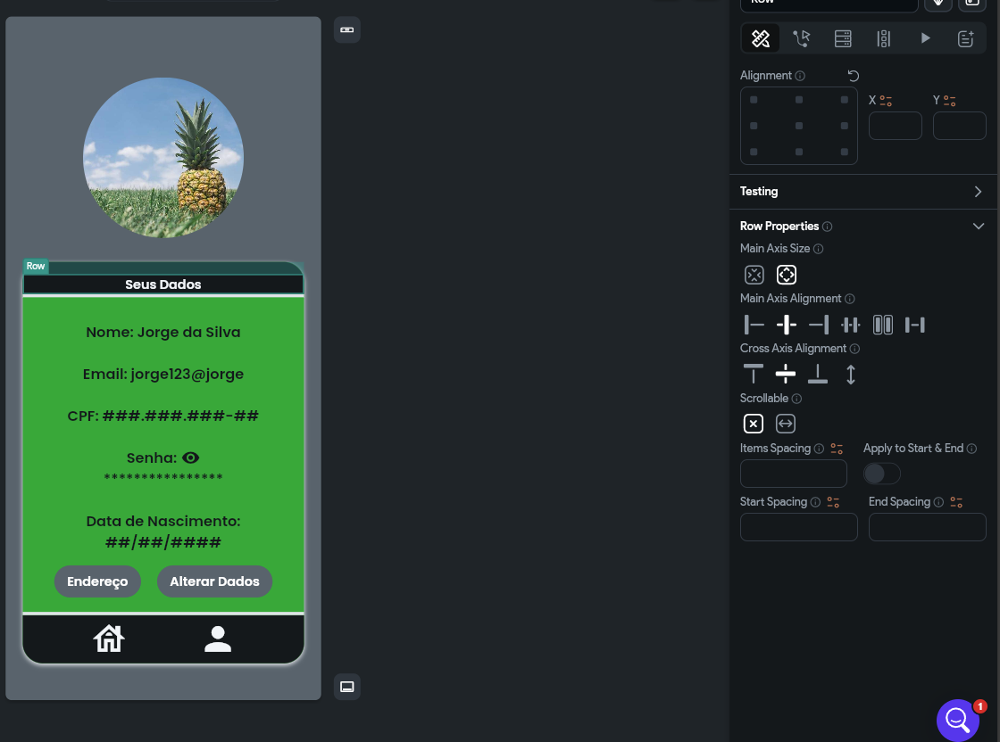 Row
Seus Dados
Nome: Jorge da Silva
Email: jorge123@jorge
CPF: ###.###.###-##
Senha:
****************
Data de Nascimento:
##/##/####
Endereço
Alterar Dados
Row
Alignment
X
Y
Testing
Row Properties
Main Axis Size
Main Axis Alignment
Cross Axis Alignment
Scrollable
Items Spacing
Apply to Start & End
Start Spacing
End Spacing
1